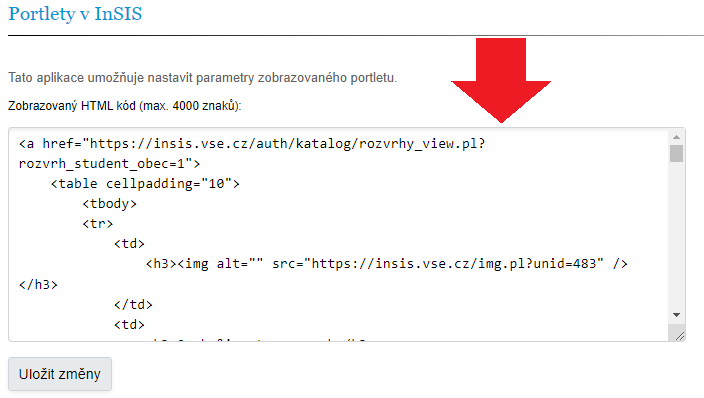 Portlety v InSIS
Tato aplikace umožňuje nastavit parametry zobrazovaného portletu.
Zobrazovaný HTML kód (max. 4000 znaků):
<a href="https://insis.vse.cz/auth/katalog/rozvrhy_view.pl?
rozvrh_student_obec=1">
<table cellpadding="10">
<tbody>
<tr>
<td>
<h3><img alt="" src="https://insis.vse.cz/img.pl?unid=483" />
</h3>
</td>
<td>
Uložit změny